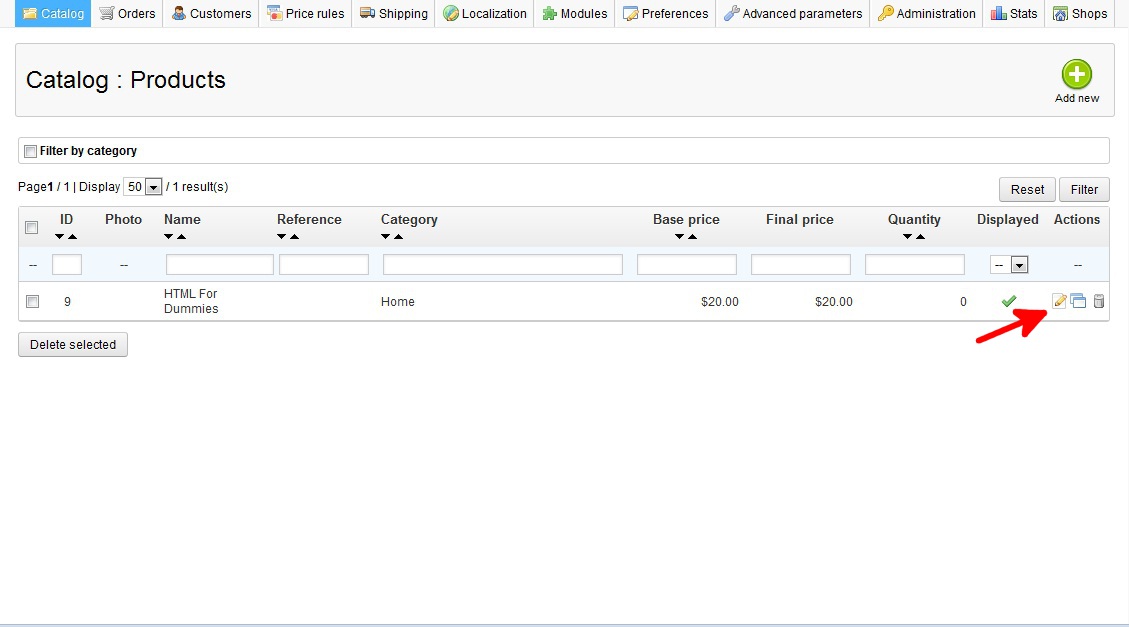 Catalog Orders Customers Price rules Shipping Localization Modules Preferences Advanced parameters Administration Stats Shops
Catalog : Products
Add new
Filter by category
Page1 / 1 | Display 50 / 1 result(s)
Reset Filter
ID Photo Name Reference Category Base price Final price Quantity Displayed Actions
-- -- -- --
9 HTML For Home $20.00 $20.00 0
Dummies
Delete selected